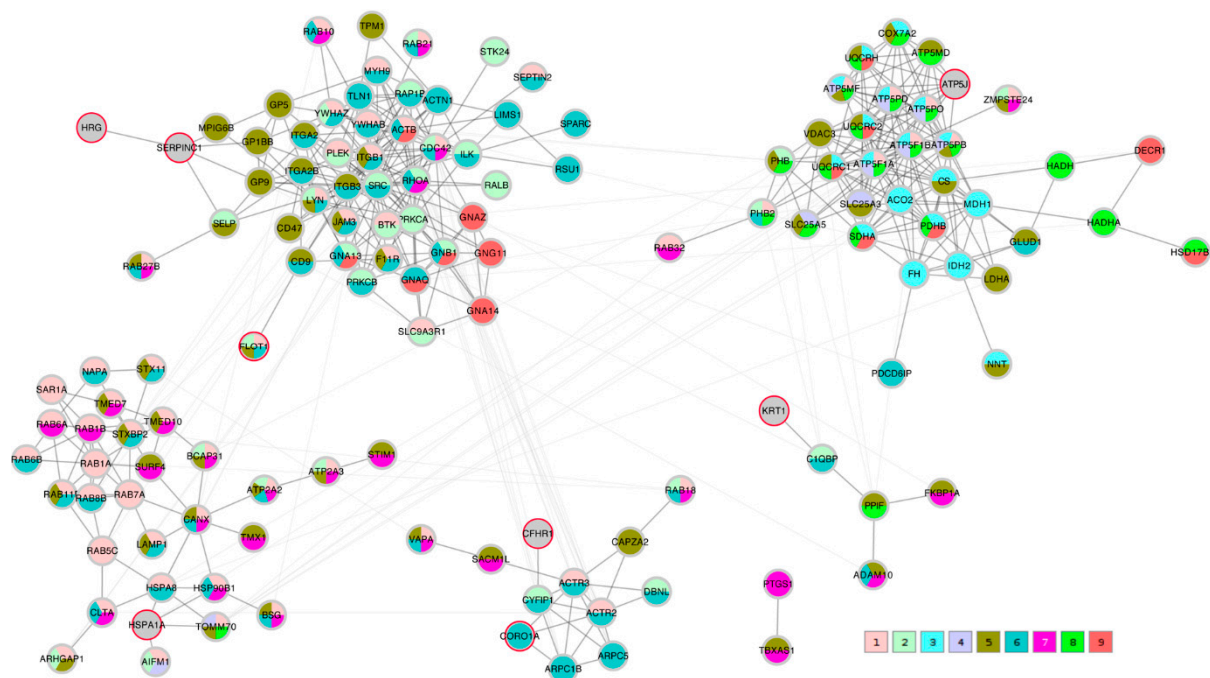 RAB10
TPM1
RAB21
STK24
MYH9
SEPTIN2
TLN1
RAP1B
ACTN1
GP5
YWHAZ
LIMS1
HRG
MPIG6B
ITGA2
YWHAB
ACTB
SPARC
SERPINC1
GP1BB
PLEK
ITGB1
CDC42
ILK
RSU1
ITGA2B
GP9
ITGB3
SRC
RHOA
RALB
LYN
SELP
JAM3
BTK
PRKCA
GNAZ
CD47
RAB27B
CD9
GNA13
F11R
GNB1
GNG11
PRKCB
GNAQ
GNA14
SLC9A3R1
FLOT1
COX7A2
UQCRH
ATP5MD
ATP5J
ATP5MF
ATP5PD
ATP5PO
ZMPSTE24
VDAC3
UQCRC2
ATP5F1B
ATP5PB
DECR1
PHB
UQCRC1
ATP5F1A
CS
HADH
SLC25A3
ACO2
MDH1
PHB2
SLC25A5
HADHA
RAB32
SDHA
PDHB
GLUD1
HSD17B
FH
IDH2
LDHA
PDCD6IP
NNT
NAPA
STX11
SAR1A
TMED7
RAB6A
RAB1B
TMED10
STXBP2
RAB6B
RAB1A
SURF4
BCAP31
STIM1
ATP2A3
RAB8B
RAB7A
ATP2A2
CANX
LAMP1
TMX1
RAB5C
HSPA8
HSP90B1
CLTA
HSPA1A
TOMM70
BSG
ARHGAP1
AIFM1
RAB18
VAPA
CFHR1
CAPZA2
SACM1L
ACTR3
DBNL
CYFIP1
ACTR2
CORO1A
ARPC5
ARPC1B
KRT1
C1QBP
PPIF
FKBP1A
ADAM10
PTGS1
TBXAS1
1 2 3 4 5 6 7 8 9